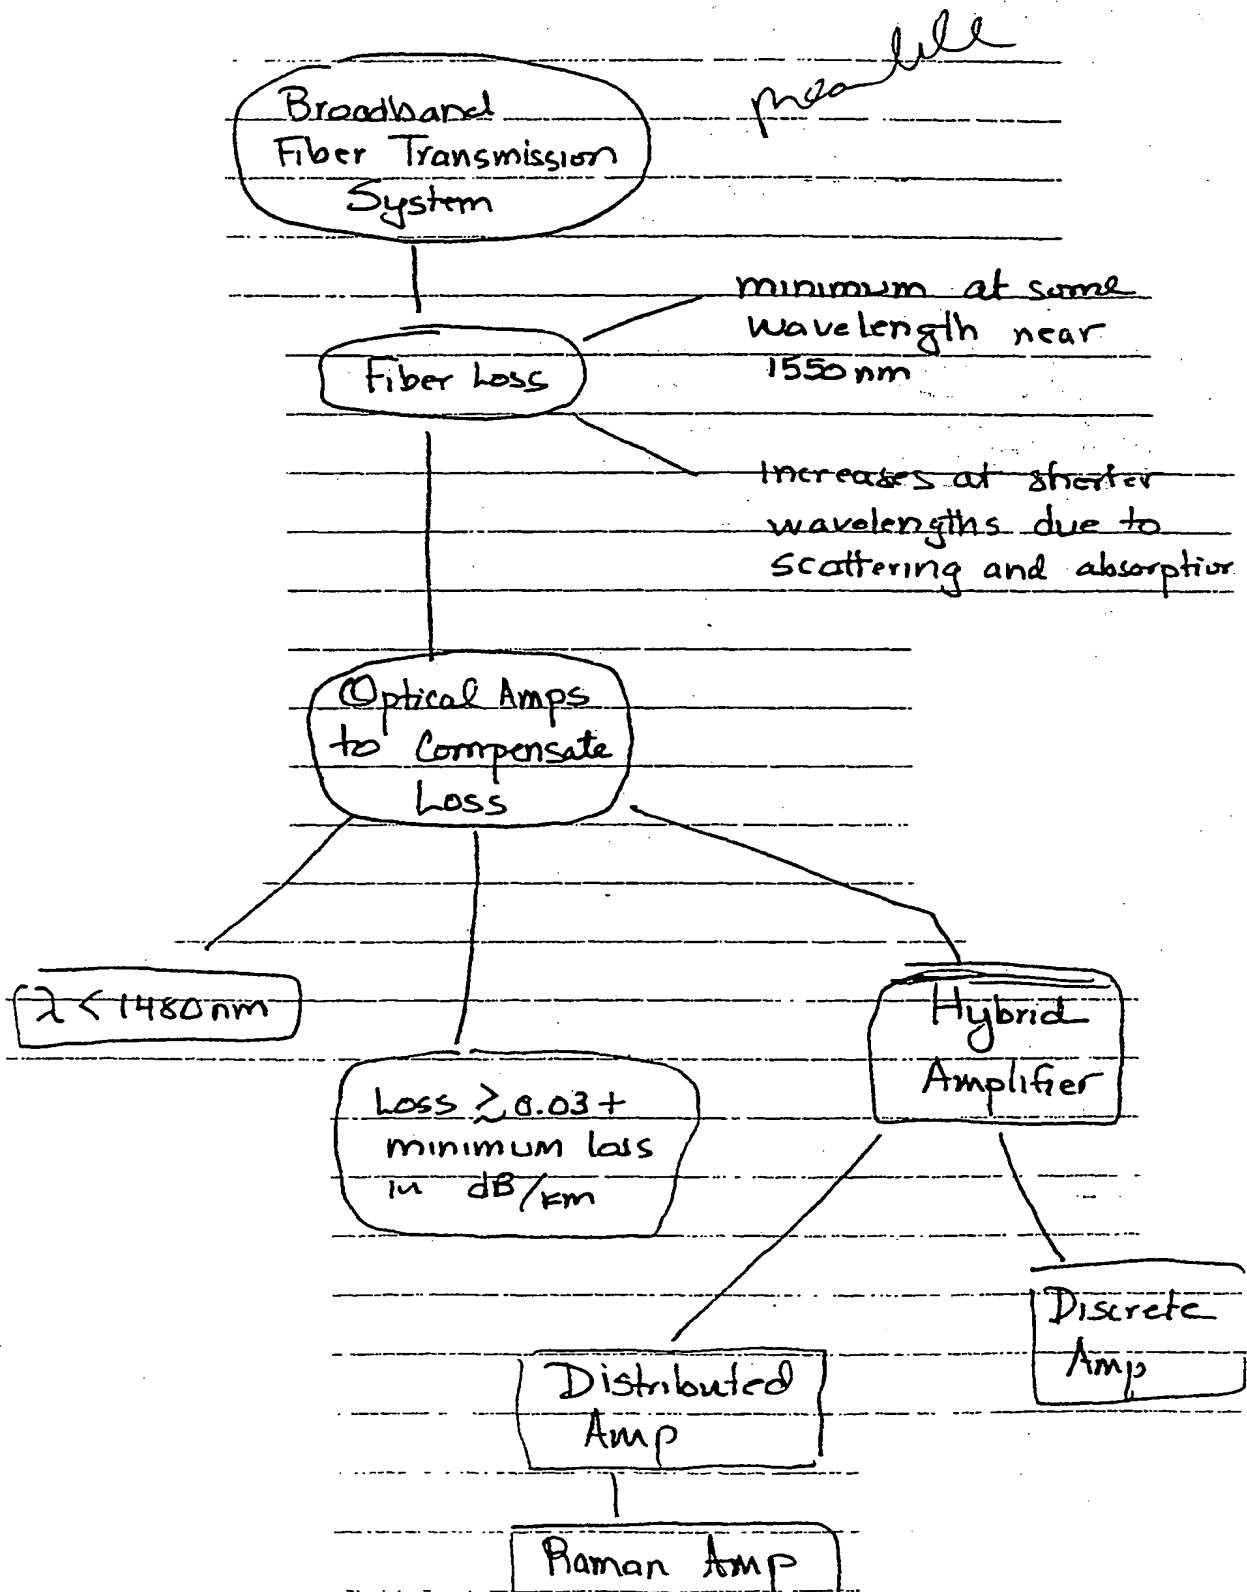 Broadband
Fiber Transmission
System
minimum at some
wavelength near
1550 nm
Fiber Loss
increases at shorter
wavelengths due to
scattering and absorption
Optical Amps
to Compensate
Loss
λ < 1480 nm
Hybrid
Amplifier
Loss ≳ 0.03 +
minimum loss
in dB/km
Discrete
Amp
Distributed
Amp
Raman Amp